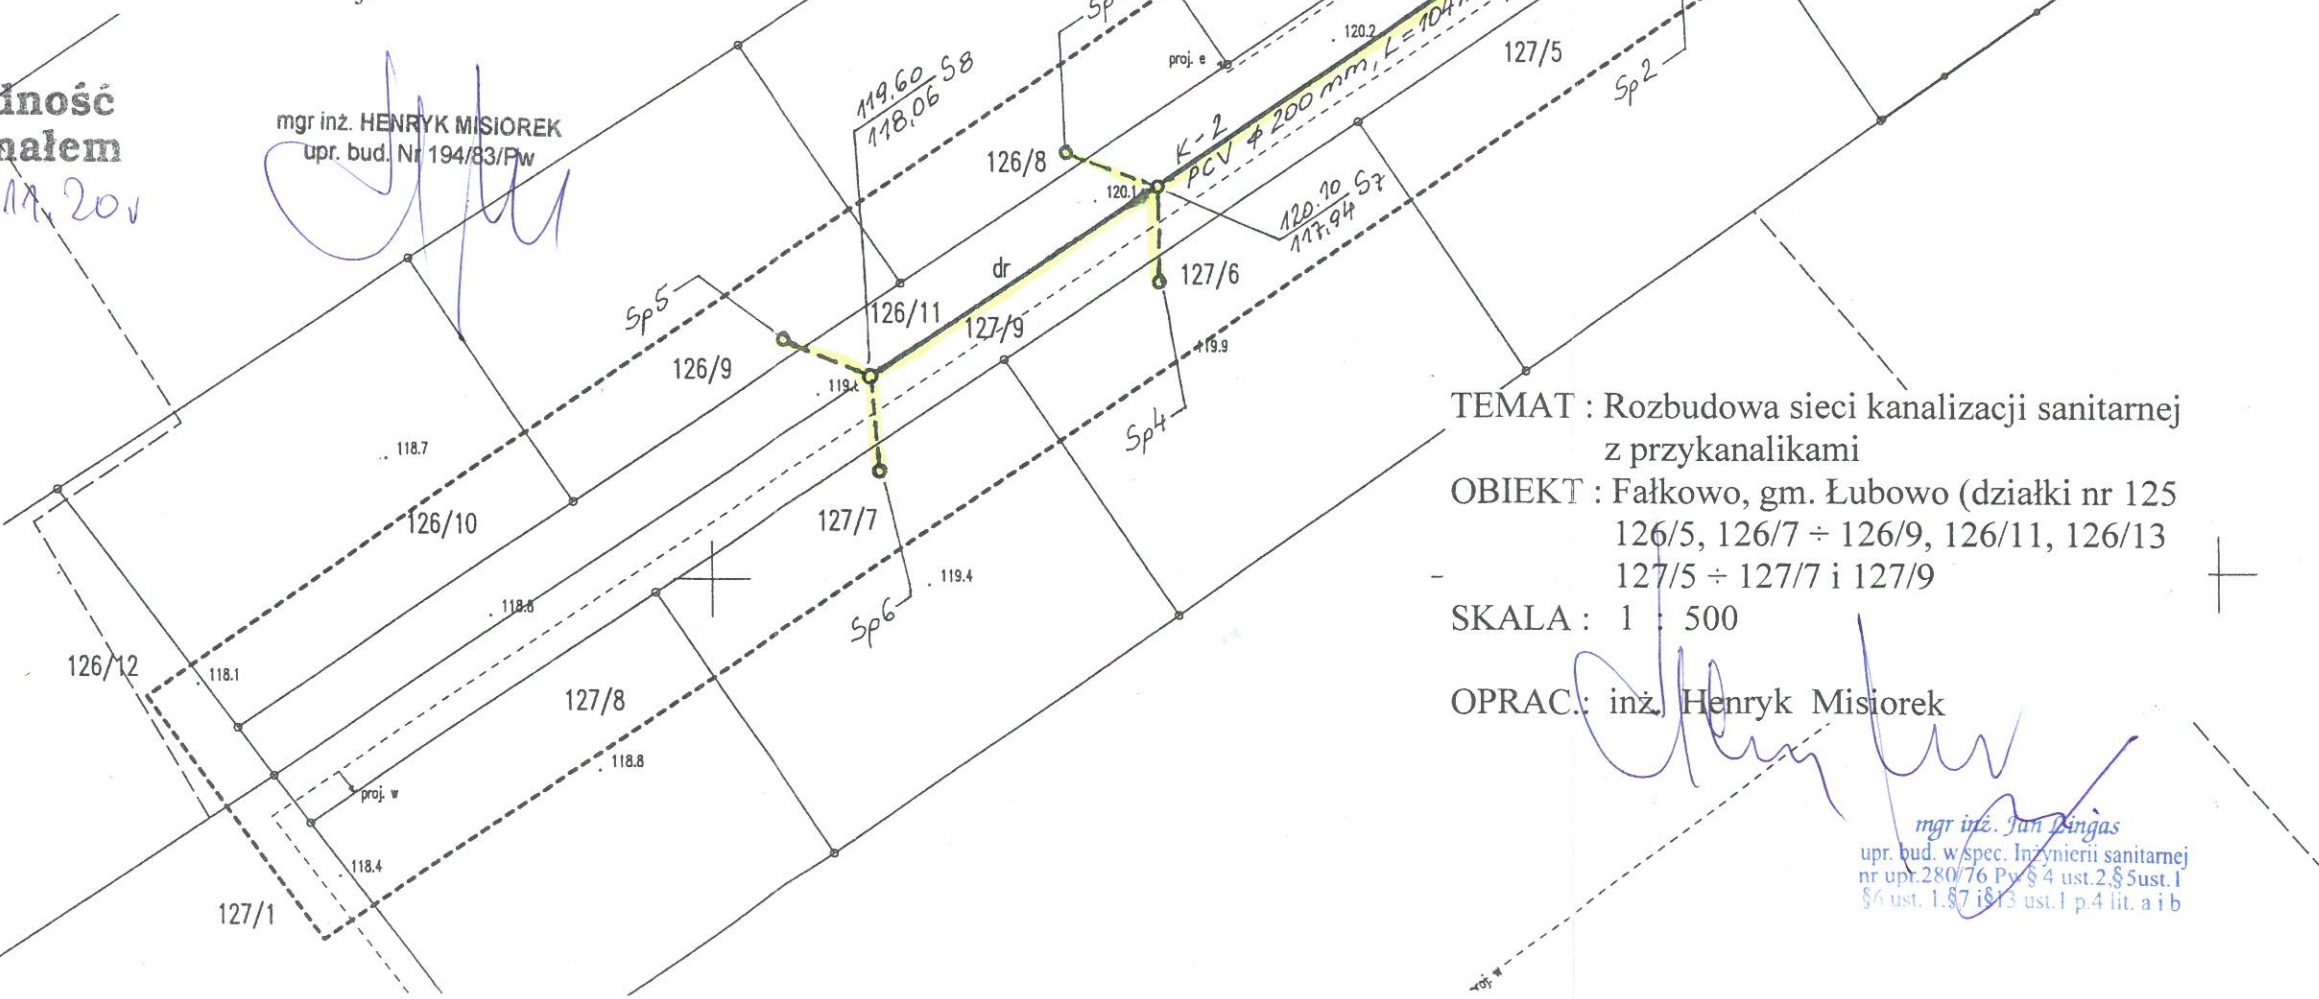 Sp
120.2
proj. e
K-2
PCV ϕ 200 mm, L=104
127/5
Sp2
119.60 S8
118,06
mgr inż. HENRYK MISIOREK
upr. bud. Nr 194/83/Pw
dność
nałem
11.20
126/8
120.1
120.10 S7
117,94
127/6
dr
126/11
127/9
Sp5
126/9
119.9
Sp4
118.7
126/10
127/7
119.4
Sp6
118.8
126/12
118.1
127/8
118.8
proj. w
118.4
127/1
TEMAT : Rozbudowa sieci kanalizacji sanitarnej
z przykanalikami
OBIEKT : Fałkowo, gm. Łubowo (działki nr 125
126/5, 126/7 ÷ 126/9, 126/11, 126/13
127/5 ÷ 127/7 i 127/9
SKALA : 1 : 500
OPRAC.: inż. Henryk Misiorek
mgr inż. Jan
upr. bud. w spec. Inżynierii sanitarnej
nr upr.280/76 Pw § 4 ust.2,§5ust.1
§6 ust. 1.§7 i§13 ust.1 p.4 lit. a i b